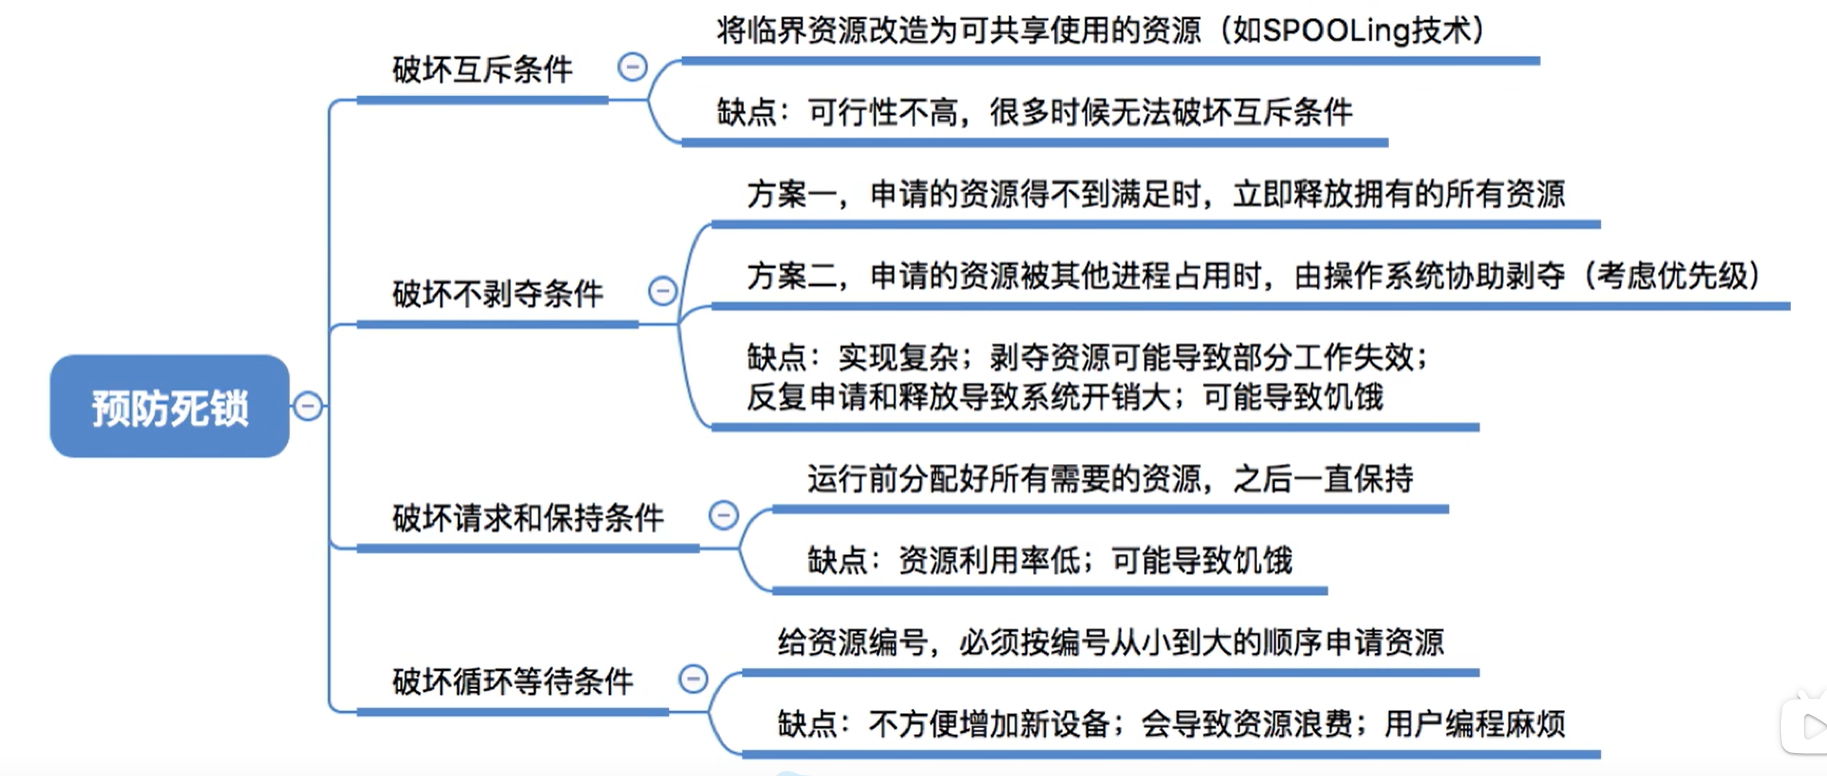 预防死锁
破坏互斥条件
将临界资源改造为可共享使用的资源（如SPOOLing技术）
缺点：可行性不高，很多时候无法破坏互斥条件
破坏不剥夺条件
方案一，申请的资源得不到满足时，立即释放拥有的所有资源
方案二，申请的资源被其他进程占用时，由操作系统协助剥夺（考虑优先级）
缺点：实现复杂；剥夺资源可能导致部分工作失效；
反复申请和释放导致系统开销大；可能导致饥饿
破坏请求和保持条件
运行前分配好所有需要的资源，之后一直保持
缺点：资源利用率低；可能导致饥饿
破坏循环等待条件
给资源编号，必须按编号从小到大的顺序申请资源
缺点：不方便增加新设备；会导致资源浪费；用户编程麻烦